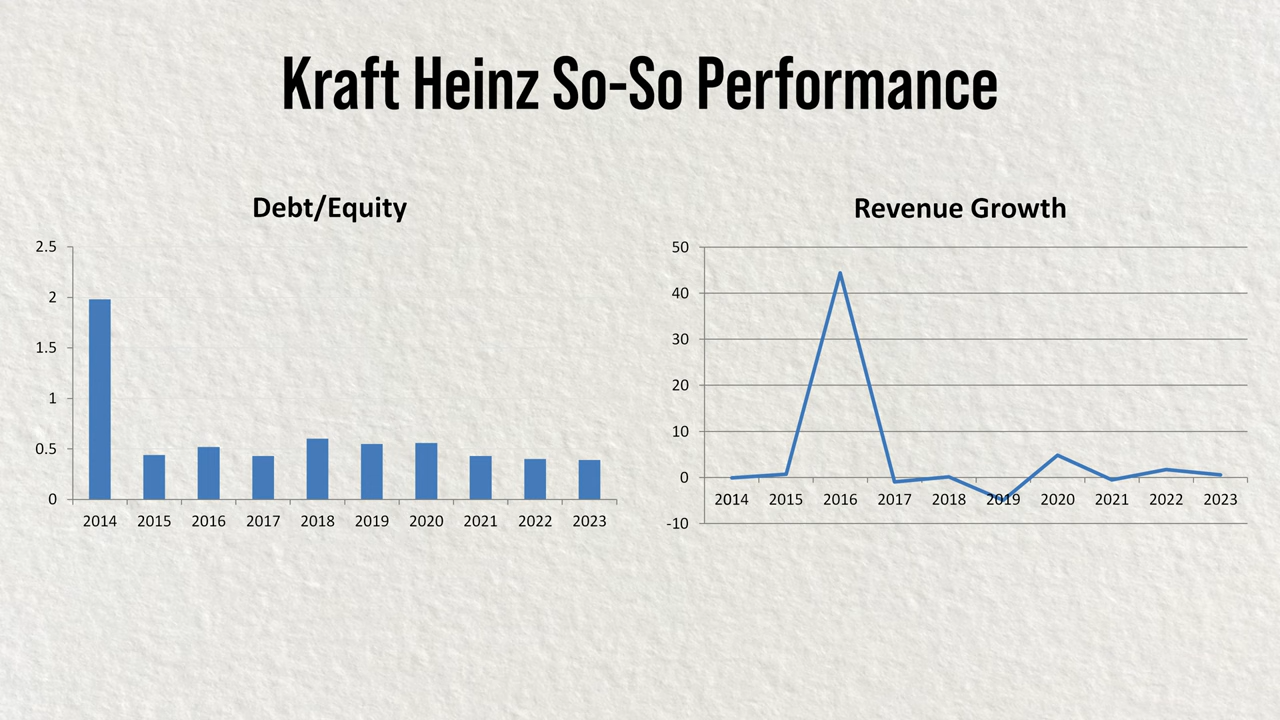 Kraft Heinz So-So Performance
Debt/Equity
2.5
2
1.5
1
0.5
0
2014 2015 2016 2017 2018 2019 2020 2021 2022 2023
Revenue Growth
50
40
30
20
10
0
-10
2014 2015 2016 2017 2018 2019 2020 2021 2022 2023